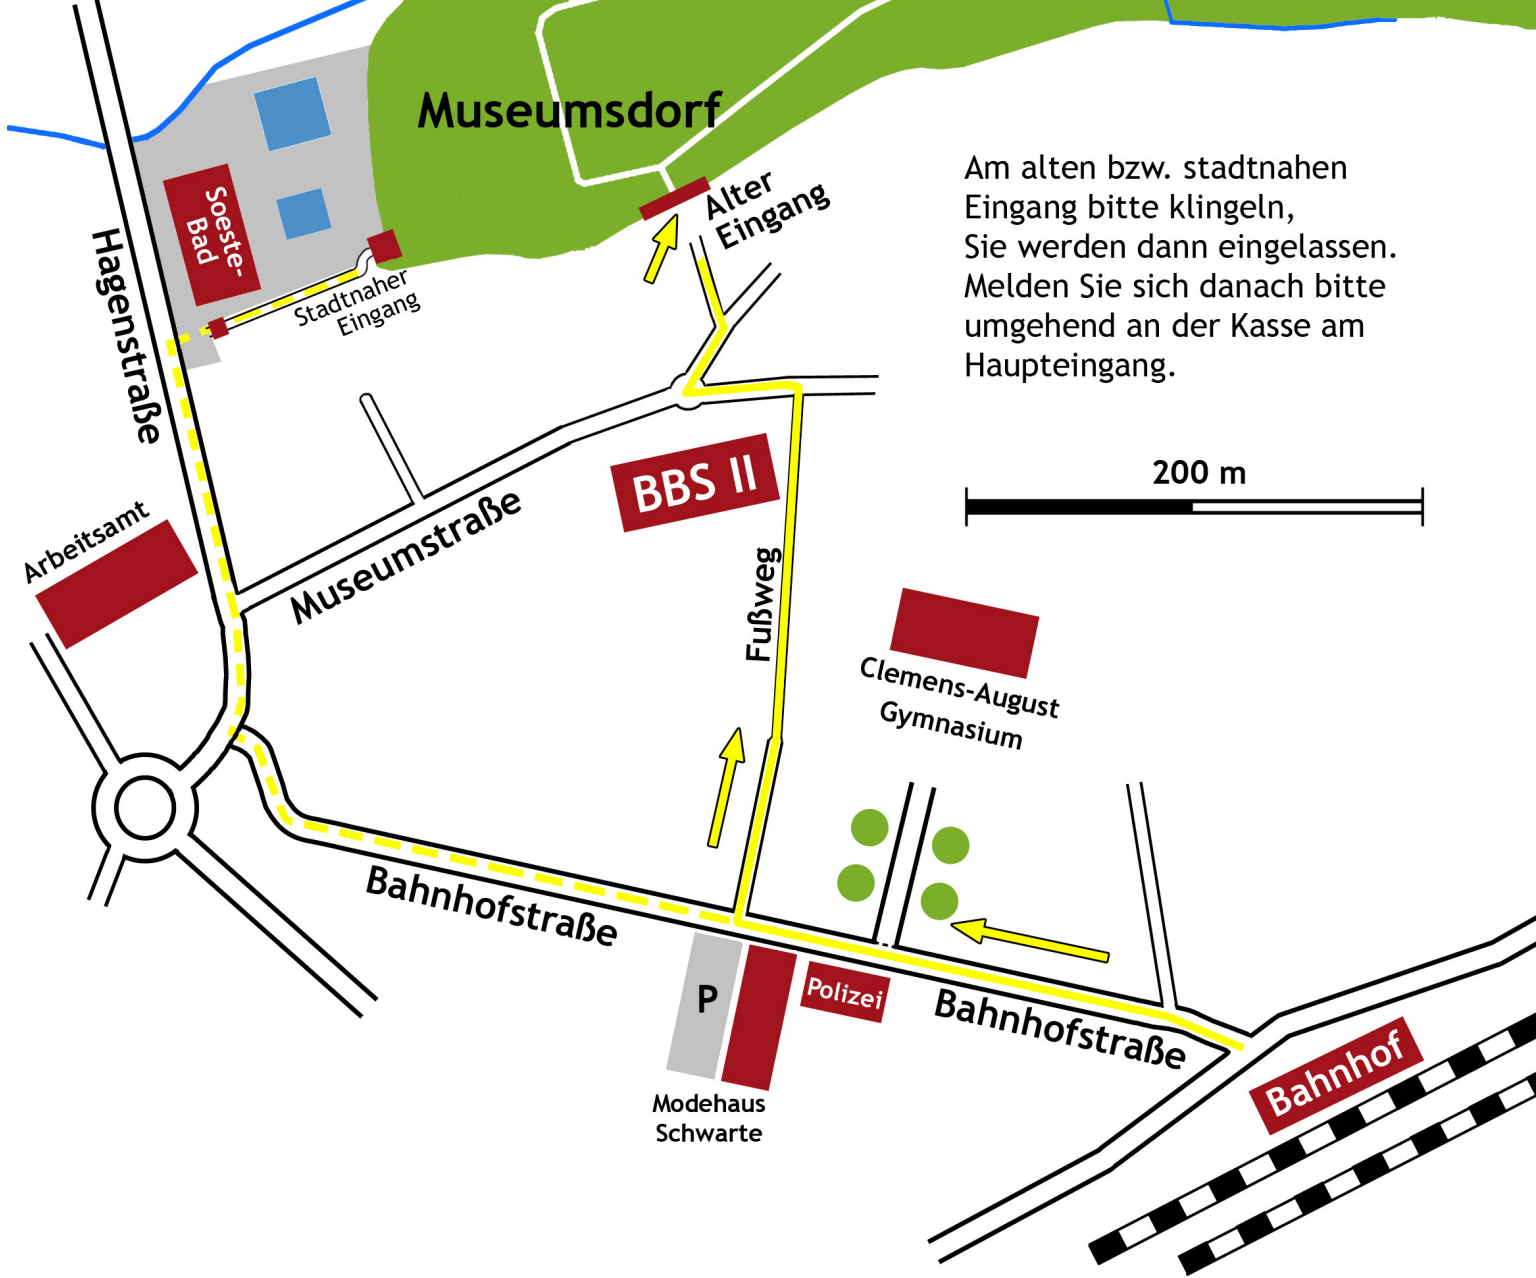 Museumsdorf
Am alten bzw. stadtnahen
Eingang bitte klingeln,
Sie werden dann eingelassen.
Melden Sie sich danach bitte
umgehend an der Kasse am
Haupteingang.
Alter
Eingang
Soeste-
Bad
Stadtnaher
Eingang
Hagenstraße
200 m
BBS II
Museumstraße
Arbeitsamt
Fußweg
Clemens-August
Gymnasium
Bahnhofstraße
P
Polizei
Bahnhofstraße
Bahnhof
Modehaus
Schwarte